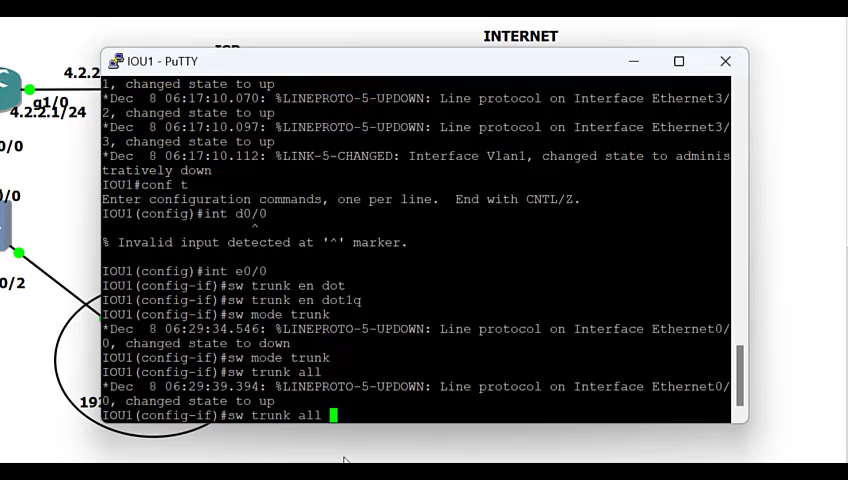 INTERNET
IOU1 - PuTTY
4.2.2
g1/0
4.2.2.1/24
0/0
/0
0/2
192
1, changed state to up
*Dec  8 06:17:10.070: %LINEPROTO-5-UPDOWN: Line protocol on Interface Ethernet3/
2, changed state to up
*Dec  8 06:17:10.097: %LINEPROTO-5-UPDOWN: Line protocol on Interface Ethernet3/
3, changed state to up
*Dec  8 06:17:10.112: %LINK-5-CHANGED: Interface Vlan1, changed state to adminis
tratively down
IOU1#conf t
Enter configuration commands, one per line.  End with CNTL/Z.
IOU1(config)#int d0/0
^
% Invalid input detected at '^' marker.
IOU1(config)#int e0/0
IOU1(config-if)#sw trunk en dot
IOU1(config-if)#sw trunk en dot1q
IOU1(config-if)#sw mode trunk
*Dec  8 06:29:34.546: %LINEPROTO-5-UPDOWN: Line protocol on Interface Ethernet0/
0, changed state to down
IOU1(config-if)#sw mode trunk
IOU1(config-if)#sw trunk all
*Dec  8 06:29:39.394: %LINEPROTO-5-UPDOWN: Line protocol on Interface Ethernet0/
0, changed state to up
IOU1(config-if)#sw trunk all